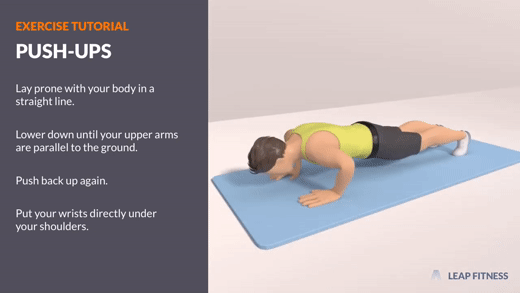 EXERCISE TUTORIAL
PUSH-UPS
Lay prone with your body in a
straight line.
Lower down until your upper arms
are parallel to the ground.
Push back up again.
Put your wrists directly under
your shoulders.
LEAP FITNESS